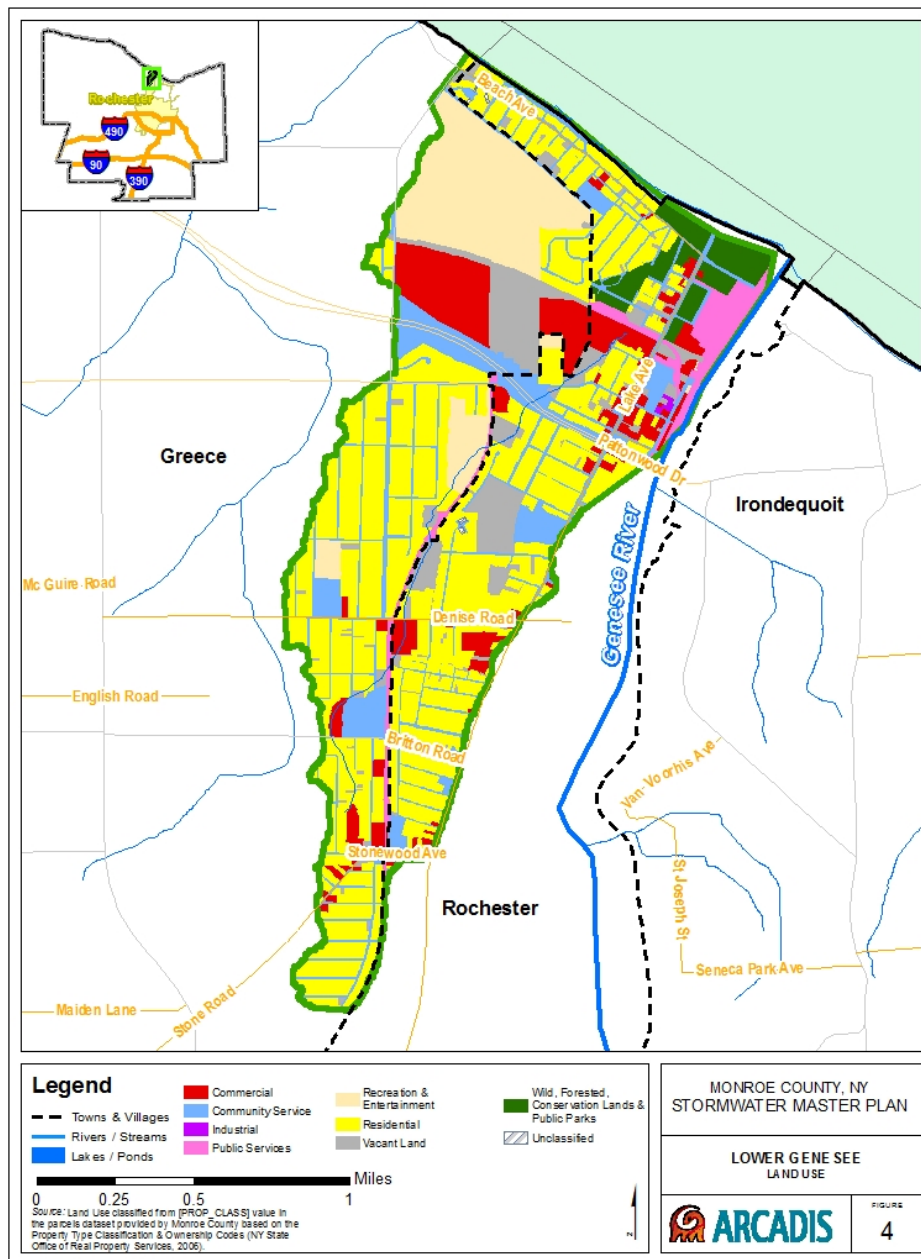 Rochester
490
90
390
Beach Ave
Lake Ave
Pattonwood Dr
Greece
Irondequoit
Genesee River
Mc Guire Road
Denise Road
English Road
Britton Road
Van-Voorhis Ave
Stonewood Ave
St Joseph St
Rochester
Seneca Park Ave
Maiden Lane
Stone Road
Legend
Towns & Villages
Rivers / Streams
Lakes / Ponds
Commercial
Community Service
Industrial
Public Services
Recreation &
Entertainment
Residential
Vacant Land
Wild, Forested,
Conservation Lands &
Public Parks
Unclassified
Miles
0 0.25 0.5 1
Source: Land Use classified from [PROP_CLASS] value in
the parcels dataset provided by Monroe County based on the
Property Type Classification & Ownership Codes (NY State
Office of Real Property Services, 2006).
N
MONROE COUNTY, NY
STORMWATER MASTER PLAN
LOWER GENESEE
LAND USE
ARCADIS
FIGURE
4